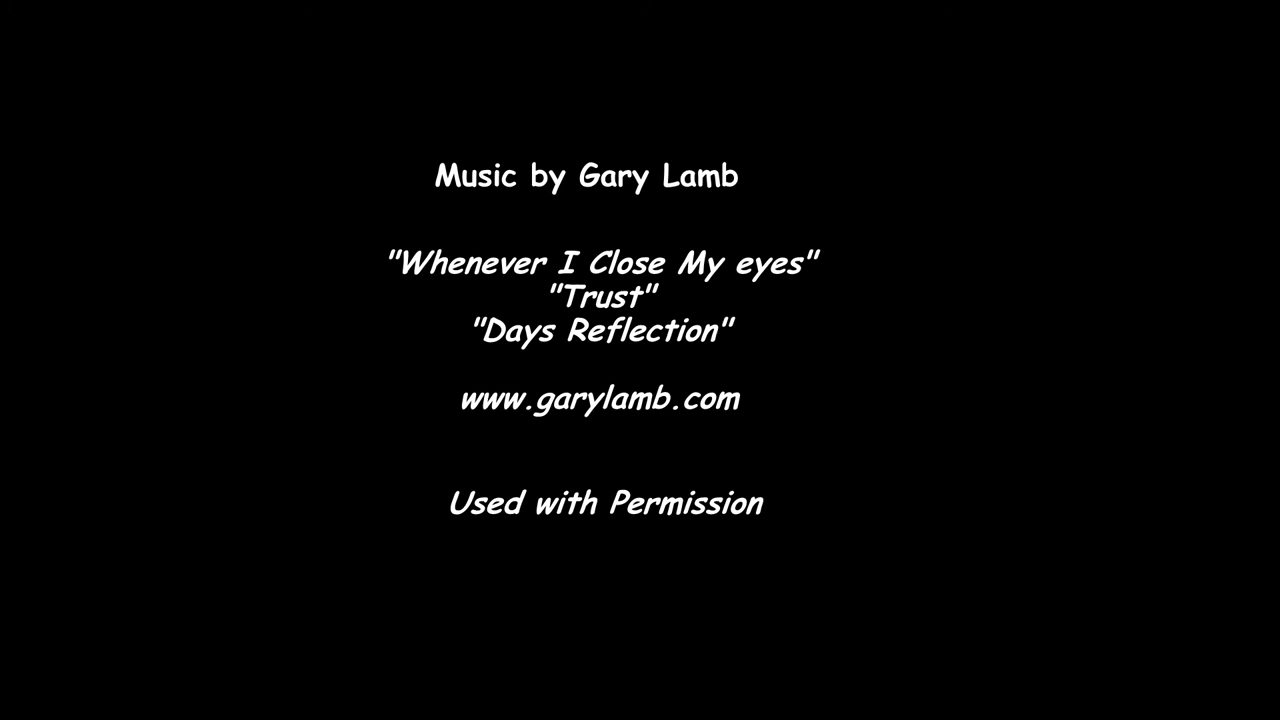 Music by Gary Lamb
"Whenever I Close My eyes"
"Trust"
"Days Reflection"
www.garylamb.com
Used with Permission